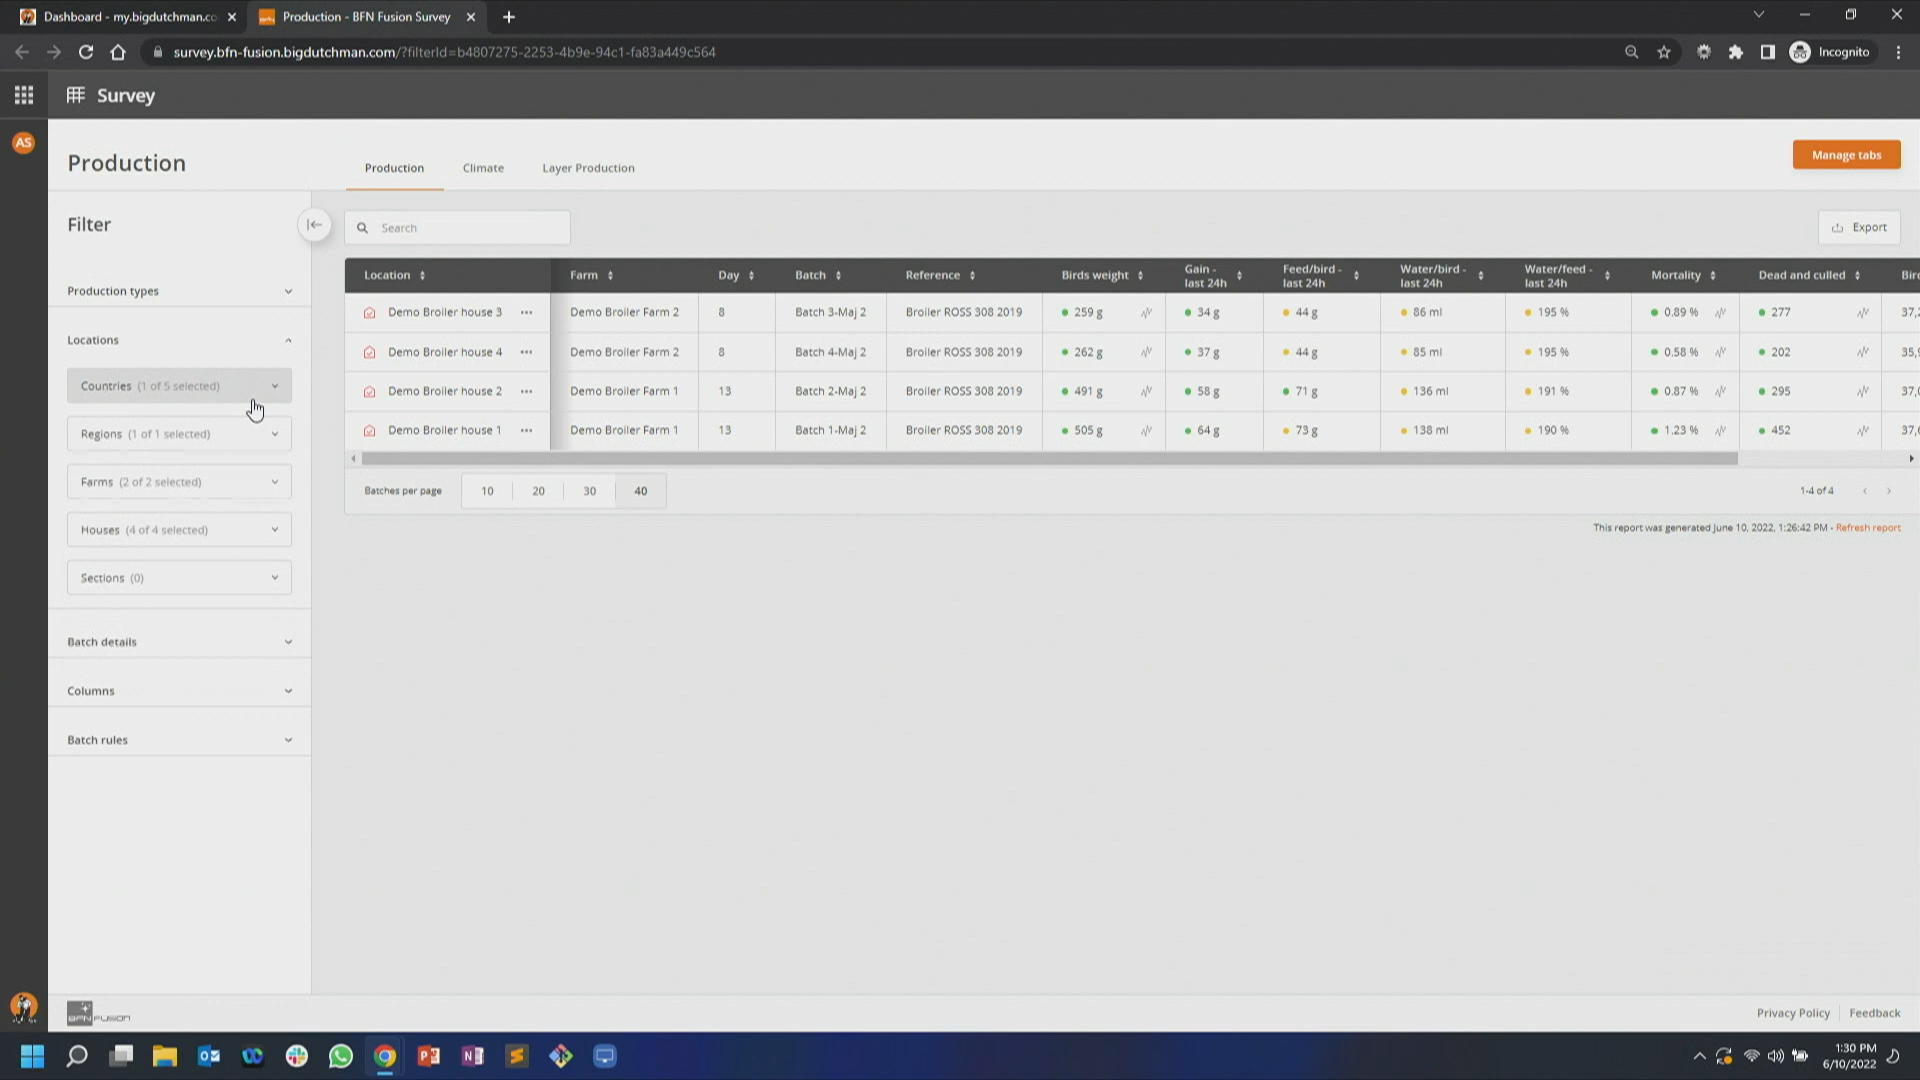 Dashboard - my.bigdutchman.co
Production - BFN Fusion Survey
survey.bfn-fusion.bigdutchman.com/?filterId=b4807275-2253-4b9e-94c1-fa83a449c564
Incognito
Survey
AS
Production
Production Climate Layer Production
Manage tabs
Filter
Search
Export
Production types
Locations
Countries (1 of 5 selected)
Regions (1 of 1 selected)
Farms (2 of 2 selected)
Houses (4 of 4 selected)
Sections (0)
Batch details
Columns
Batch rules
Location Farm Day Batch Reference Birds weight Gain - last 24h Feed/bird - last 24h Water/bird - last 24h Water/feed - last 24h Mortality Dead and culled Birc
Demo Broiler house 3 ... Demo Broiler Farm 2 8 Batch 3-Maj 2 Broiler ROSS 308 2019 259 g 34 g 44 g 86 ml 195 % 0.89 % 277 37,2
Demo Broiler house 4 ... Demo Broiler Farm 2 8 Batch 4-Maj 2 Broiler ROSS 308 2019 262 g 37 g 44 g 85 ml 195 % 0.58 % 202 35,9
Demo Broiler house 2 ... Demo Broiler Farm 1 13 Batch 2-Maj 2 Broiler ROSS 308 2019 491 g 58 g 71 g 136 ml 191 % 0.87 % 295 37,0
Demo Broiler house 1 ... Demo Broiler Farm 1 13 Batch 1-Maj 2 Broiler ROSS 308 2019 505 g 64 g 73 g 138 ml 190 % 1.23 % 452 37,6
Batches per page 10 20 30 40
1-4 of 4
This report was generated June 10, 2022, 1:26:42 PM - Refresh report
BFN FUSION
Privacy Policy Feedback
1:30 PM
6/10/2022